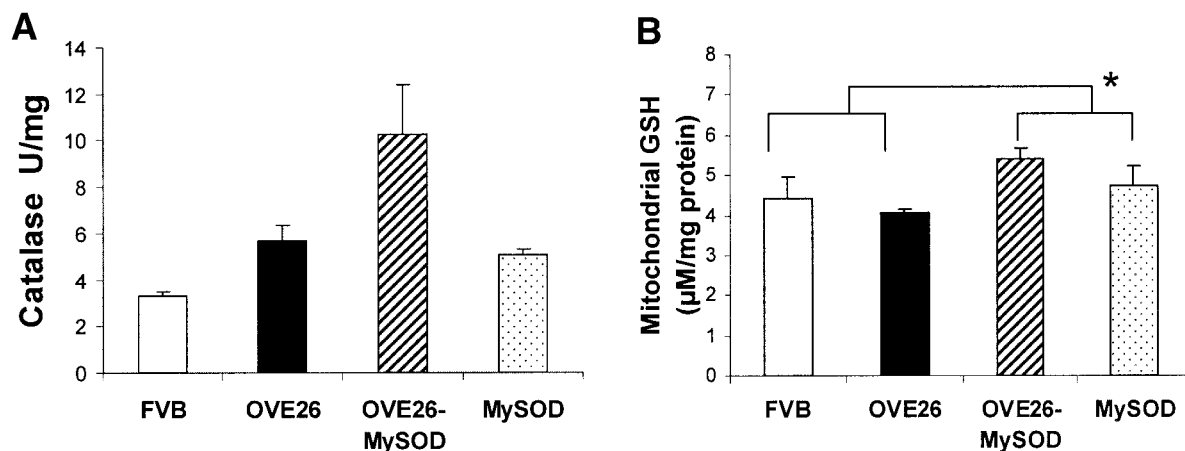 A
Catalase U/mg
14
12
10
8
6
4
2
0
FVB
OVE26
OVE26-
MySOD
MySOD
B
Mitochondrial GSH
(µM/mg protein)
8
7
6
5
4
3
2
1
0
*
FVB
OVE26
OVE26-
MySOD
MySOD